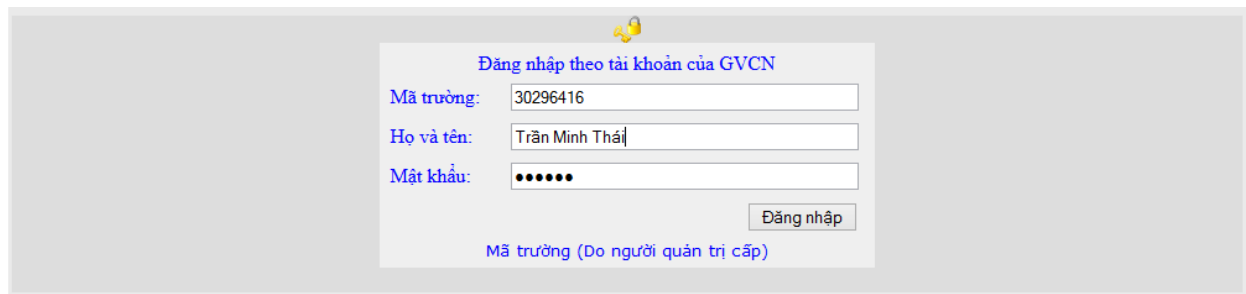 Đăng nhập theo tài khoản của GVCN
Mã trường: 30296416
Họ và tên: Trần Minh Thái
Mật khẩu: ●●●●●●
Đăng nhập
Mã trường (Do người quản trị cấp)